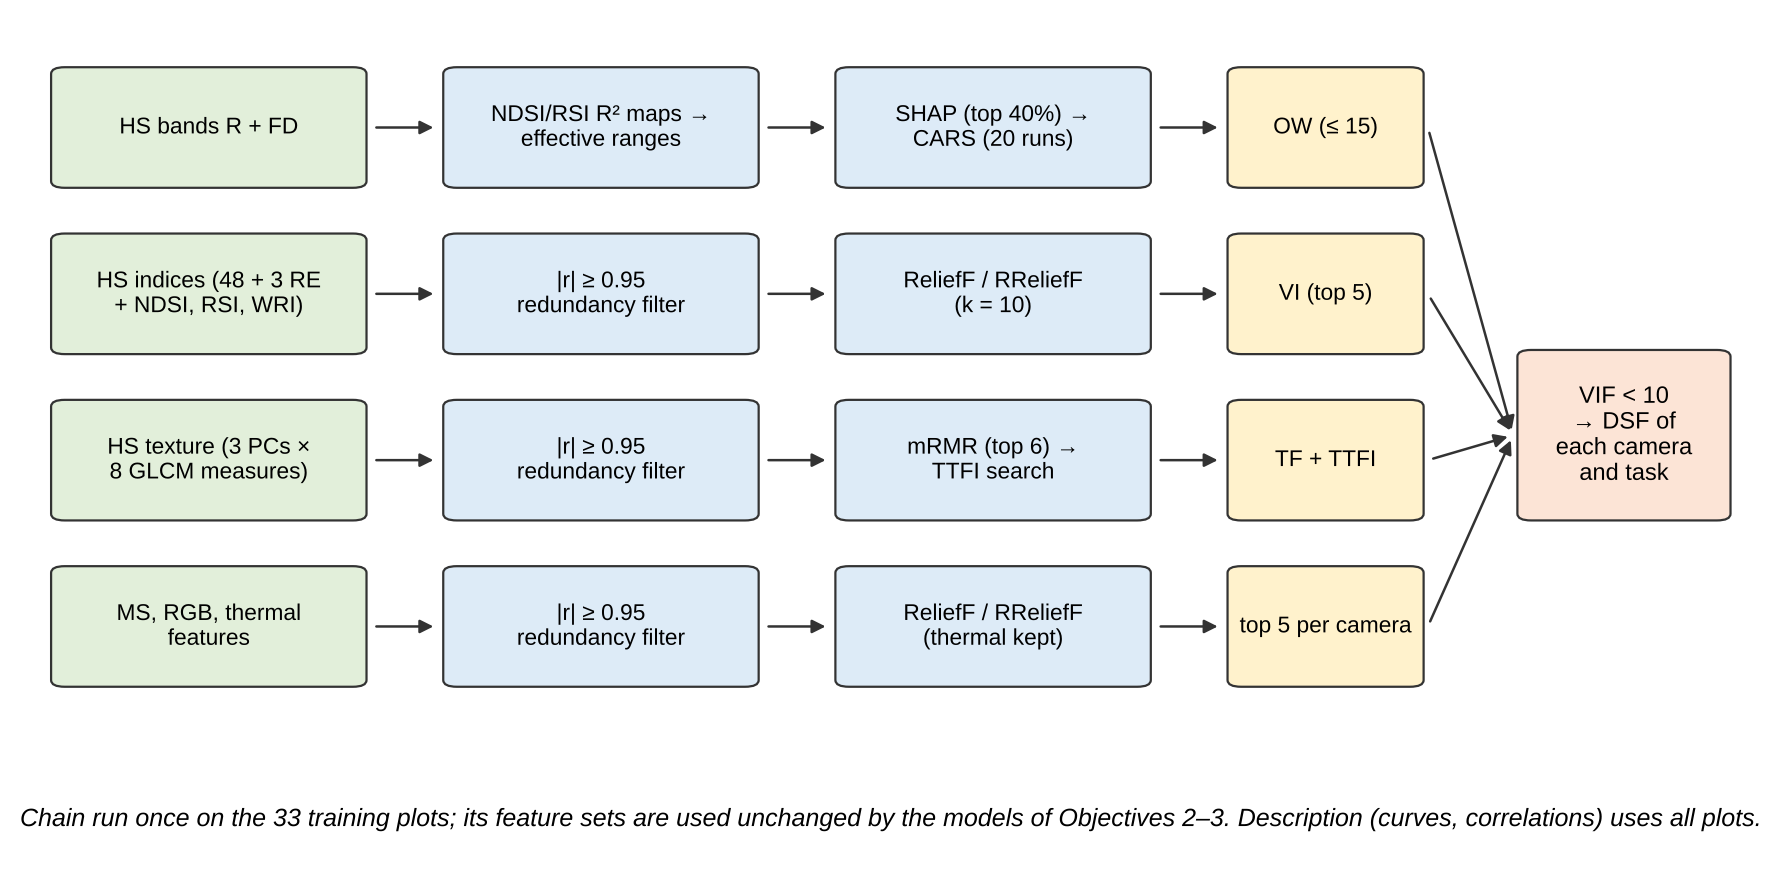 HS bands R + FD
NDSI/RSI R² maps →
effective ranges
SHAP (top 40%) →
CARS (20 runs)
OW (≤ 15)
HS indices (48 + 3 RE
+ NDSI, RSI, WRI)
|r| ≥ 0.95
redundancy filter
ReliefF / RReliefF
(k = 10)
VI (top 5)
HS texture (3 PCs ×
8 GLCM measures)
|r| ≥ 0.95
redundancy filter
mRMR (top 6) →
TTFI search
TF + TTFI
MS, RGB, thermal
features
|r| ≥ 0.95
redundancy filter
ReliefF / RReliefF
(thermal kept)
top 5 per camera
VIF < 10
→ DSF of
each camera
and task
Chain run once on the 33 training plots; its feature sets are used unchanged by the models of Objectives 2–3. Description (curves, correlations) uses all plots.